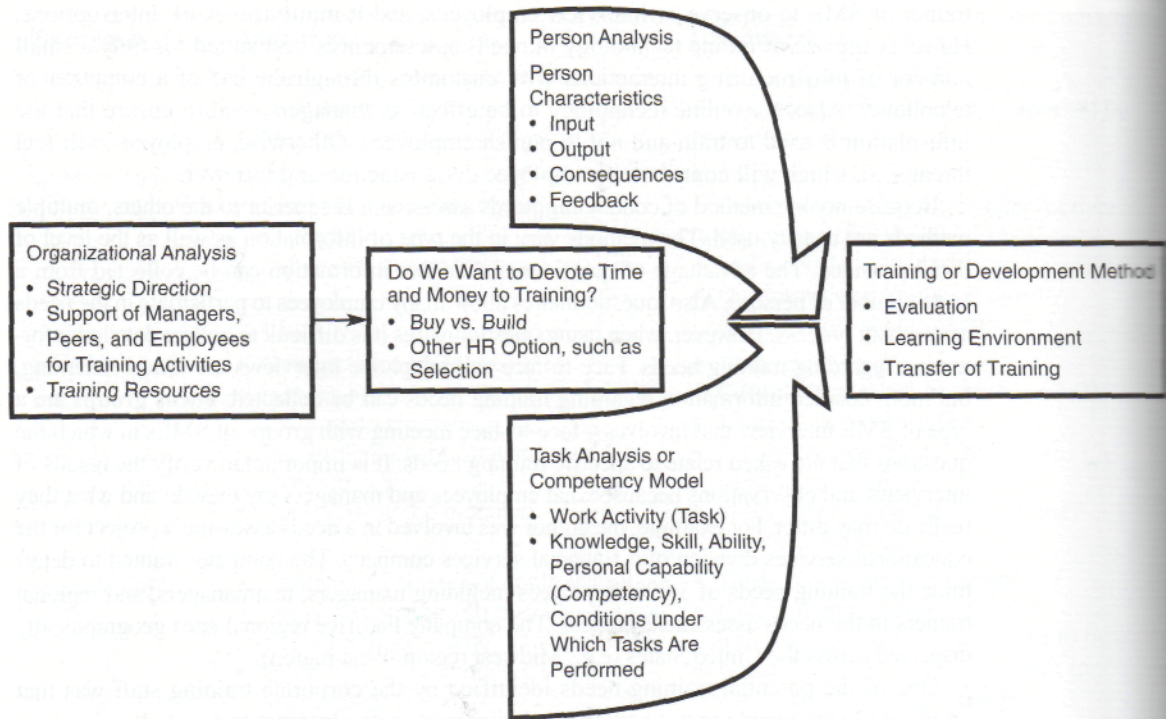 Organizational Analysis
• Strategic Direction
• Support of Managers,
Peers, and Employees
for Training Activities
• Training Resources
Person Analysis
Person
Characteristics
Input
• Output
• Consequences
• Feedback
Do We Want to Devote Time
and Money to Training?
Buy vs. Build
• Other HR Option, such as
Selection
Task Analysis or
Competency Model
• Work Activity (Task)
• Knowledge, Skill, Ability,
Personal Capability
(Competency),
Conditions under
Which Tasks Are
Performed
Training or Development Method
• Evaluation
• Learning Environment
• Transfer of Training